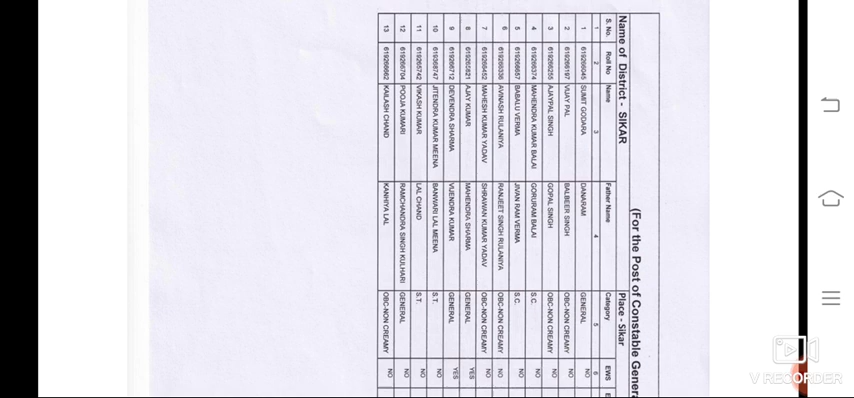 (For the Post of Constable Genera
Name of District - SIKAR Place - Sikar
S. No. Roll No Name Father Name Category EWS E
1 2 3 4 5 6
1 619266045 SUMIT GODARA DANARAM GENERAL NO
2 619266197 VIJAY PAL BALBEER SINGH OBC-NON CREAMY NO
3 619266255 AJAYPAL SINGH GOPAL SINGH OBC-NON CREAMY NO
4 619266374 MAHENDRA KUMAR BALAI GORURAM BALAI S.C. NO
5 619266657 BABALU VERMA JIVAN RAM VERMA S.C. NO
6 619266336 AVINASH RULANIYA RANJEET SINGH RULANIYA OBC-NON CREAMY NO
7 619266452 MAHESH KUMAR YADAV SHRAWAN KUMAR YADAV OBC-NON CREAMY NO
8 619265821 AJAY KUMAR MAHENDRA SHARMA GENERAL YES
9 619266712 DEVENDRA SHARMA VIJENDRA KUMAR GENERAL YES
10 619268747 JITENDRA KUMAR MEENA BANWARI LAL MEENA S.T. NO
11 619265742 VIKASH KUMAR LAL CHAND S.T. NO
12 619266704 POOJA KUMARI RAMCHANDRA SINGH KULHARI GENERAL NO
13 619266662 KAILASH CHAND KANHIYA LAL OBC-NON CREAMY NO
V RECORDER